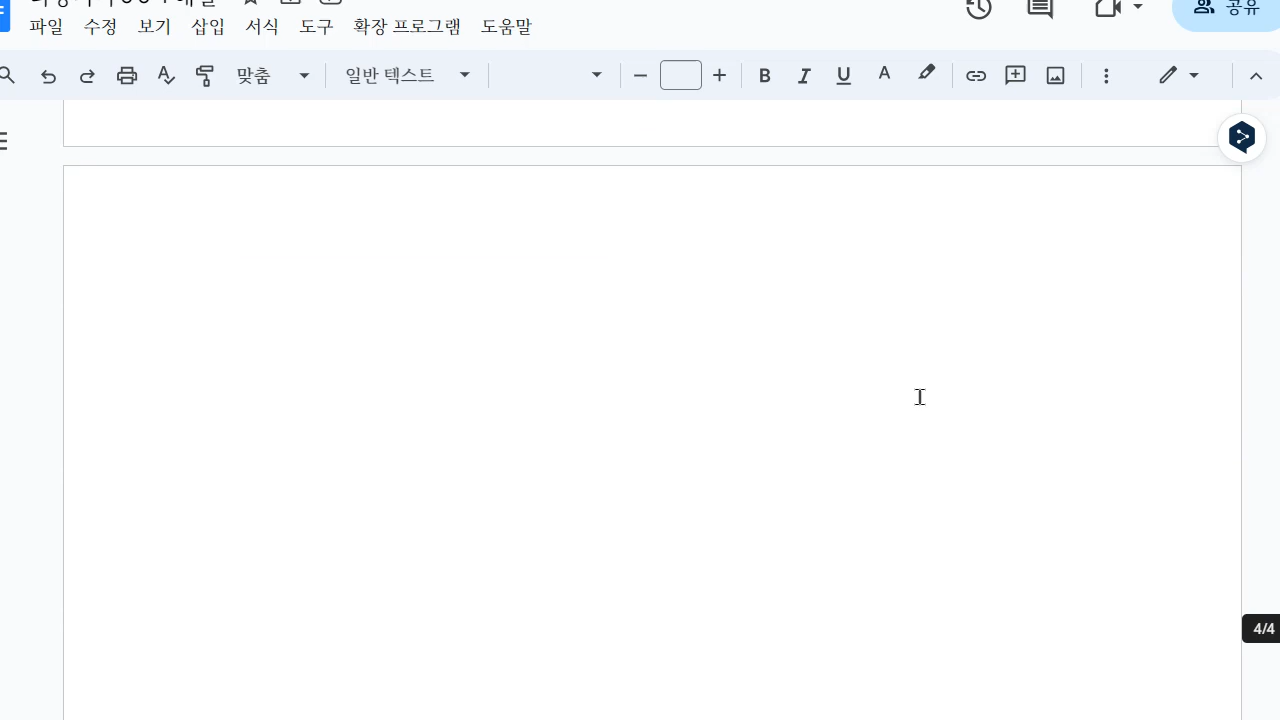 파일 수정 보기 삽입 서식 도구 확장 프로그램 도움말
공유
맞춤 일반 텍스트
4/4